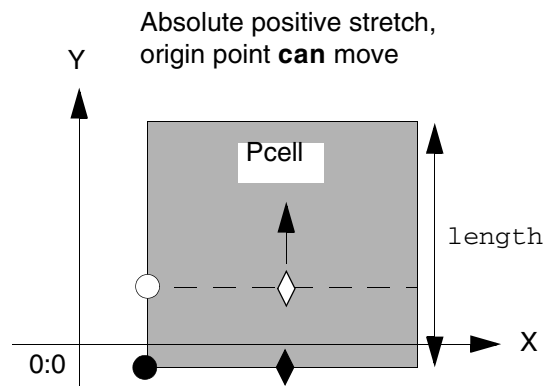 Absolute positive stretch,
origin point can move
Y
Pcell
length
X
0:0